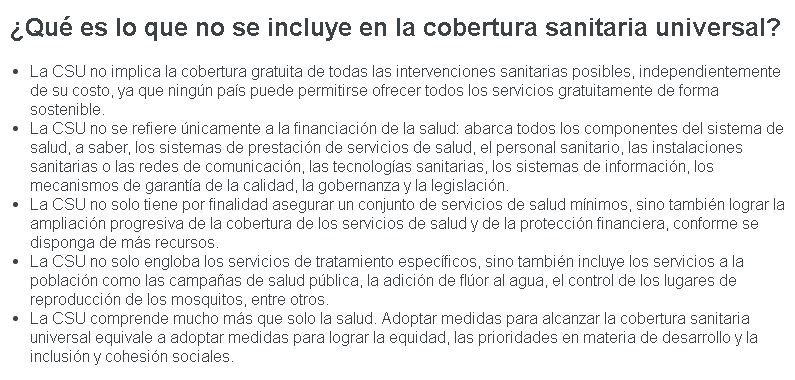 ¿Qué es lo que no se incluye en la cobertura sanitaria universal?
• La CSU no implica la cobertura gratuita de todas las intervenciones sanitarias posibles, independientemente
de su costo, ya que ningún país puede permitirse ofrecer todos los servicios gratuitamente de forma
sostenible.
• La CSU no se refiere únicamente a la financiación de la salud: abarca todos los componentes del sistema de
salud, a saber, los sistemas de prestación de servicios de salud, el personal sanitario, las instalaciones
sanitarias o las redes de comunicación, las tecnologías sanitarias, los sistemas de información, los
mecanismos de garantía de la calidad, la gobernanza y la legislación.
• La CSU no solo tiene por finalidad asegurar un conjunto de servicios de salud mínimos, sino también lograr la
ampliación progresiva de la cobertura de los servicios de salud y de la protección financiera, conforme se
disponga de más recursos.
• La CSU no solo engloba los servicios de tratamiento específicos, sino también incluye los servicios a la
población como las campañas de salud pública, la adición de flúor al agua, el control de los lugares de
reproducción de los mosquitos, entre otros.
• La CSU comprende mucho más que solo la salud. Adoptar medidas para alcanzar la cobertura sanitaria
universal equivale a adoptar medidas para lograr la equidad, las prioridades en materia de desarrollo y la
inclusión y cohesión sociales.